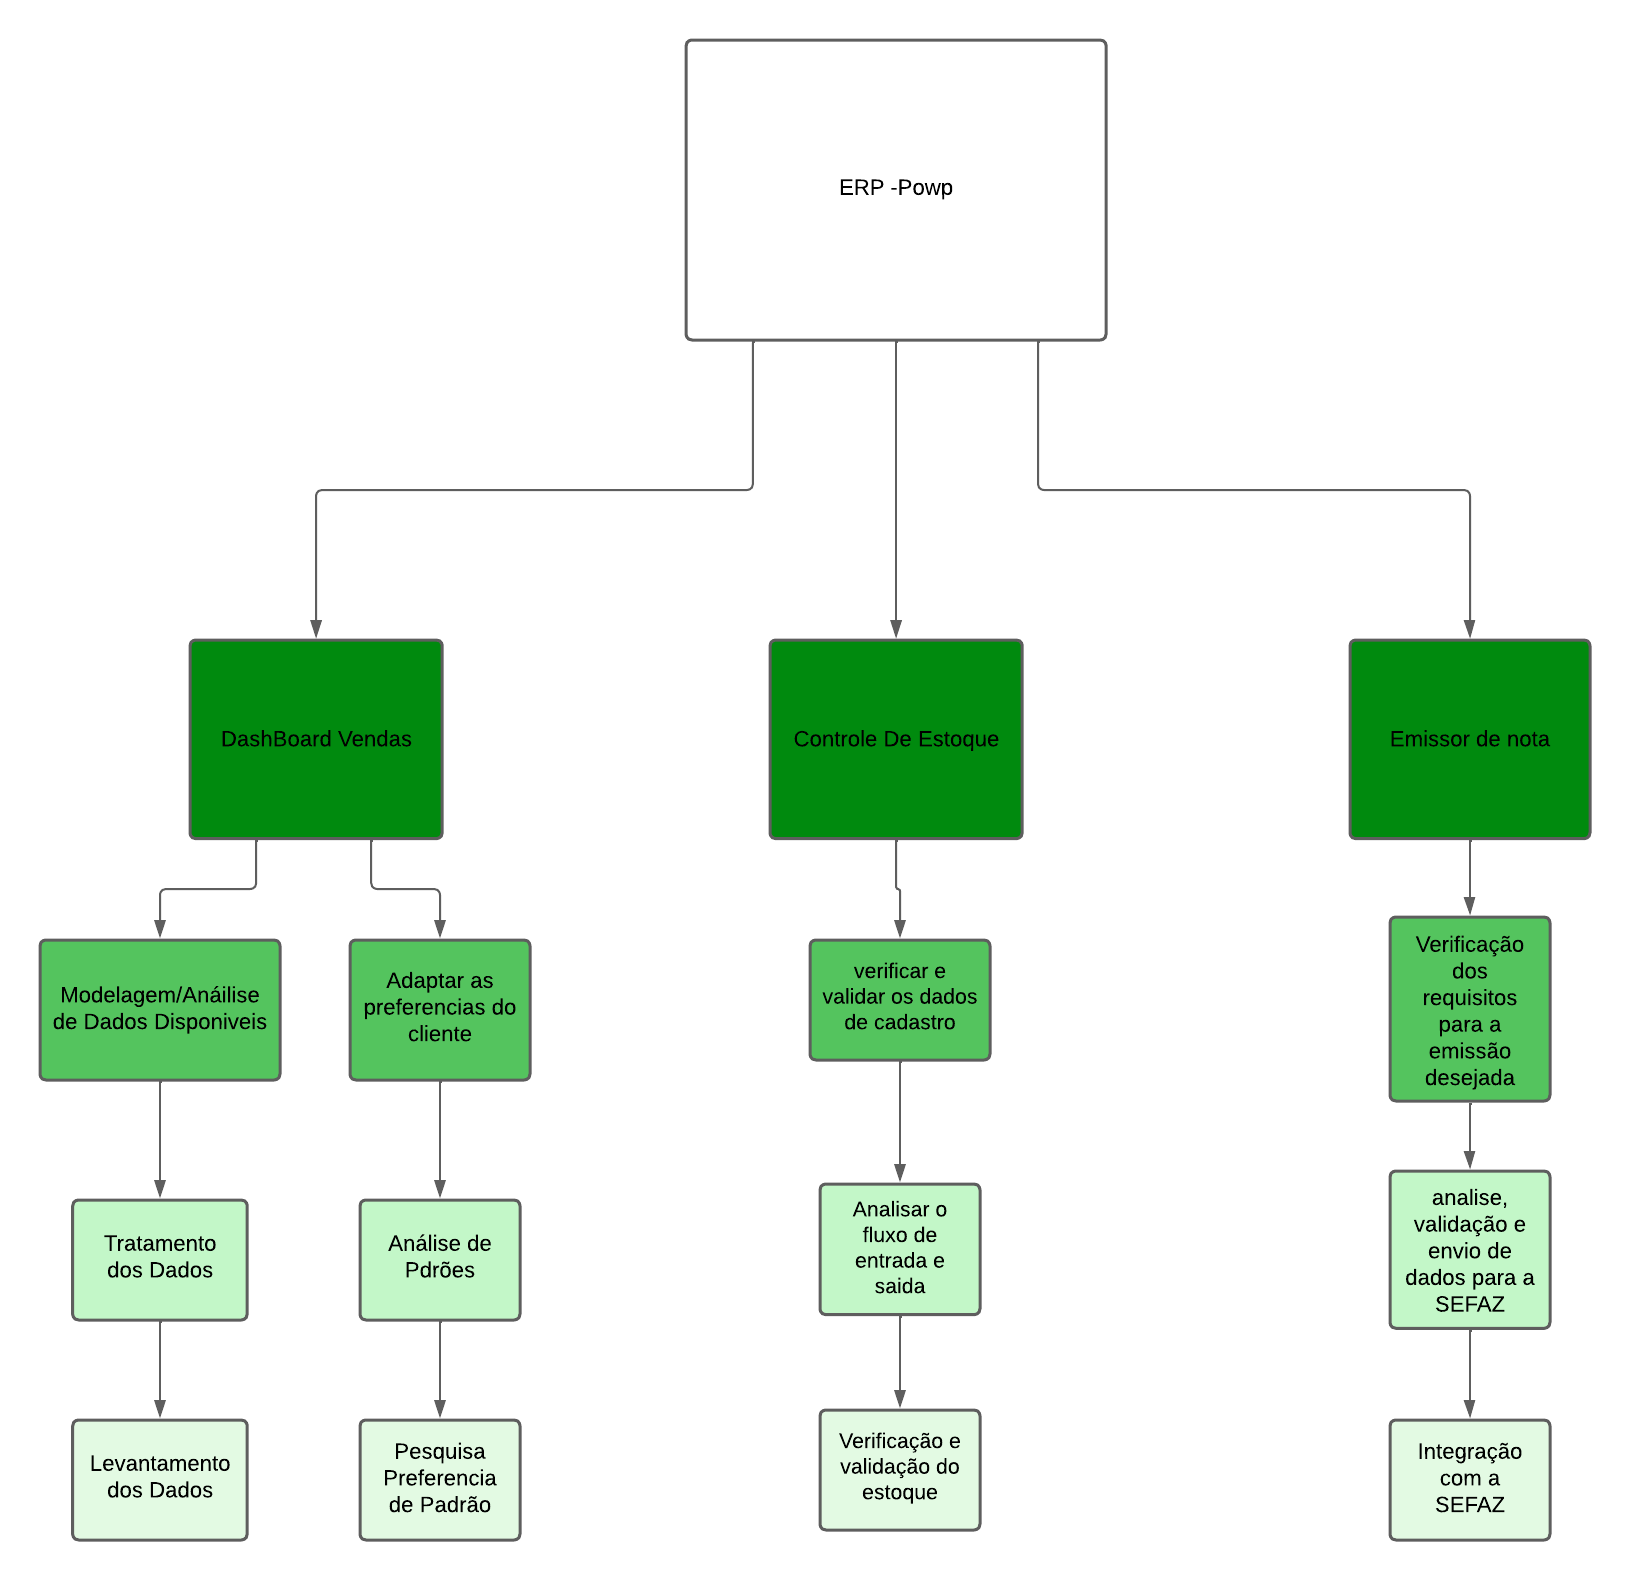 ERP -Powp
DashBoard Vendas
Controle De Estoque
Emissor de nota
Modelagem/Anáilise
de Dados Disponiveis
Adaptar as
preferencias do
cliente
verificar e
validar os dados
de cadastro
Verificação
dos
requisitos
para a
emissão
desejada
Tratamento
dos Dados
Análise de
Pdrões
Analisar o
fluxo de
entrada e
saida
analise,
validação e
envio de
dados para a
SEFAZ
Levantamento
dos Dados
Pesquisa
Preferencia
de Padrão
Verificação e
validação do
estoque
Integração
com a
SEFAZ